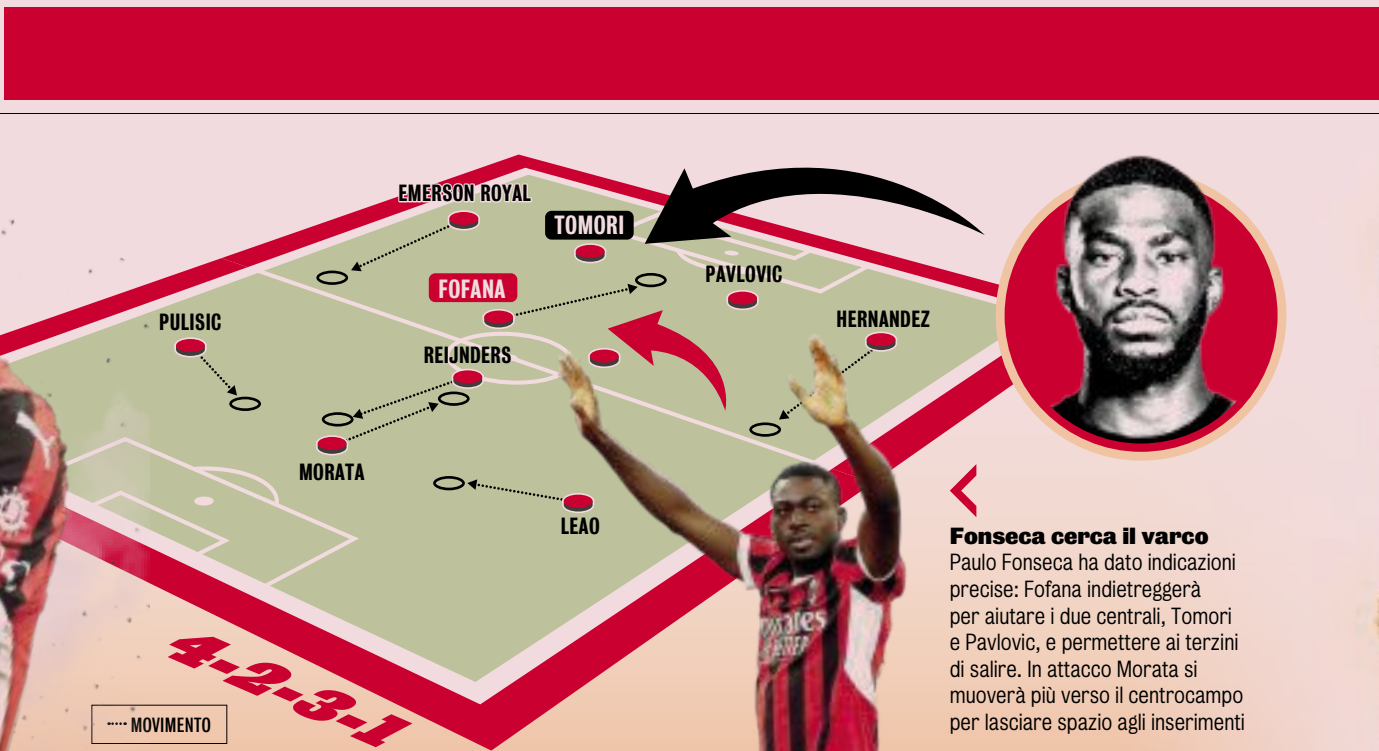 EMERSON ROYAL
TOMORI
PAVLOVIC
FOFANA
HERNANDEZ
PULISIC
REIJNDERS
MORATA
LEAO
4-2-3-1
MOVIMENTO
Fonseca cerca il varco
Paulo Fonseca ha dato indicazioni
precise: Fofana indietreggerà
per aiutare i due centrali, Tomori
e Pavlovic, e permettere ai terzini
di salire. In attacco Morata si
muoverà più verso il centrocampo
per lasciare spazio agli inserimenti